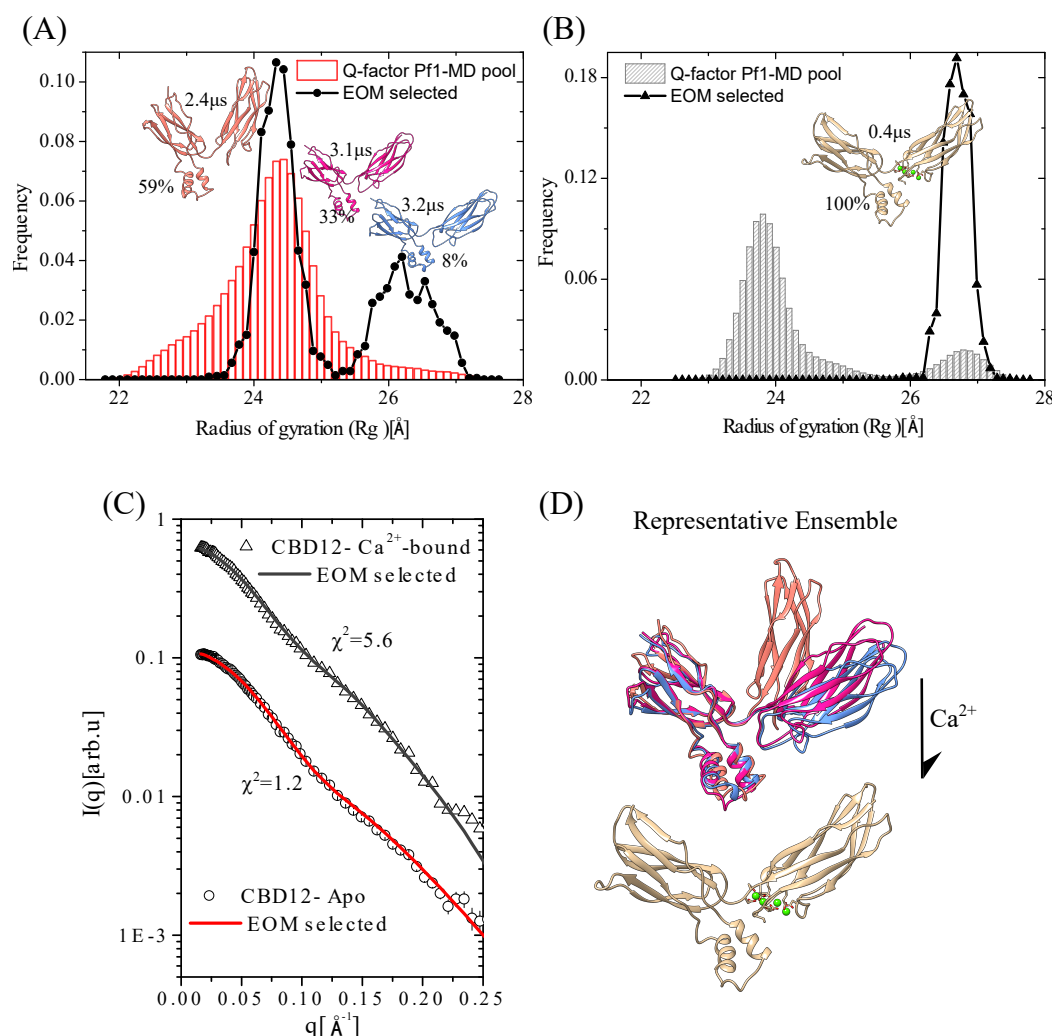 (A)
Q-factor Pf1-MD pool
EOM selected
2.4μs
59%
3.1μs
33%
3.2μs
8%
0.10
0.08
0.06
0.04
0.02
0.00
Frequency
22 24 26 28
Radius of gyration (Rg)[Å]
(B)
Q-factor Pf1-MD pool
EOM selected
0.4μs
100%
0.18
0.12
0.06
0.00
Frequency
22 24 26 28
Radius of gyration (Rg)[Å]
(C)
CBD12- Ca²⁺-bound
EOM selected
χ²=5.6
χ²=1.2
CBD12- Apo
EOM selected
1
0.1
0.01
1E-3
I(q)[arb.u]
0.00 0.05 0.10 0.15 0.20 0.25
q[Å⁻¹]
(D)
Representative Ensemble
Ca²⁺